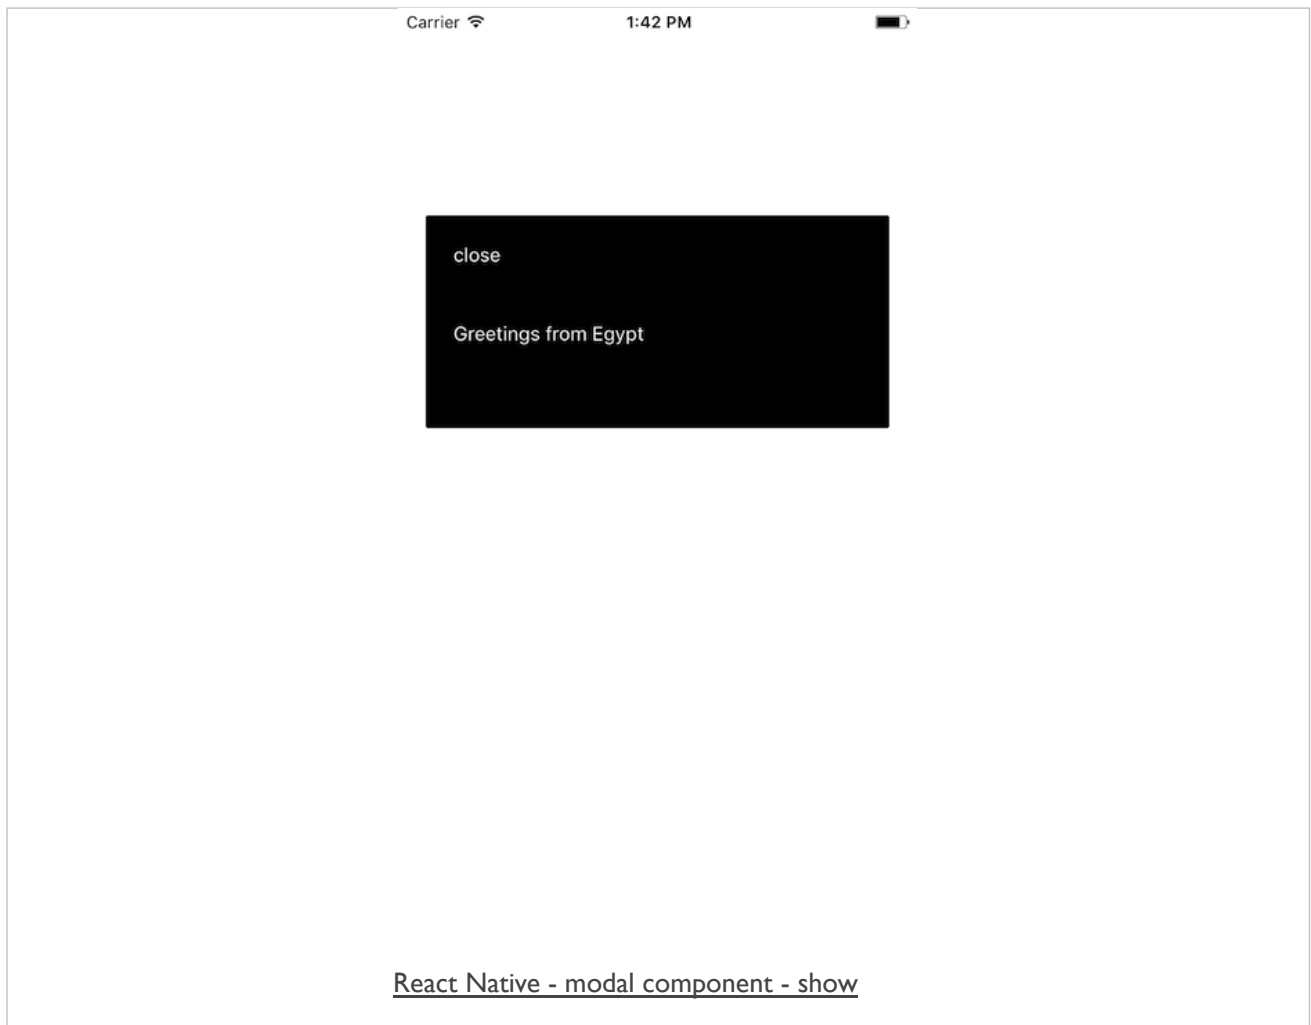 Carrier 1:42 PM
close
Greetings from Egypt
React Native - modal component - show